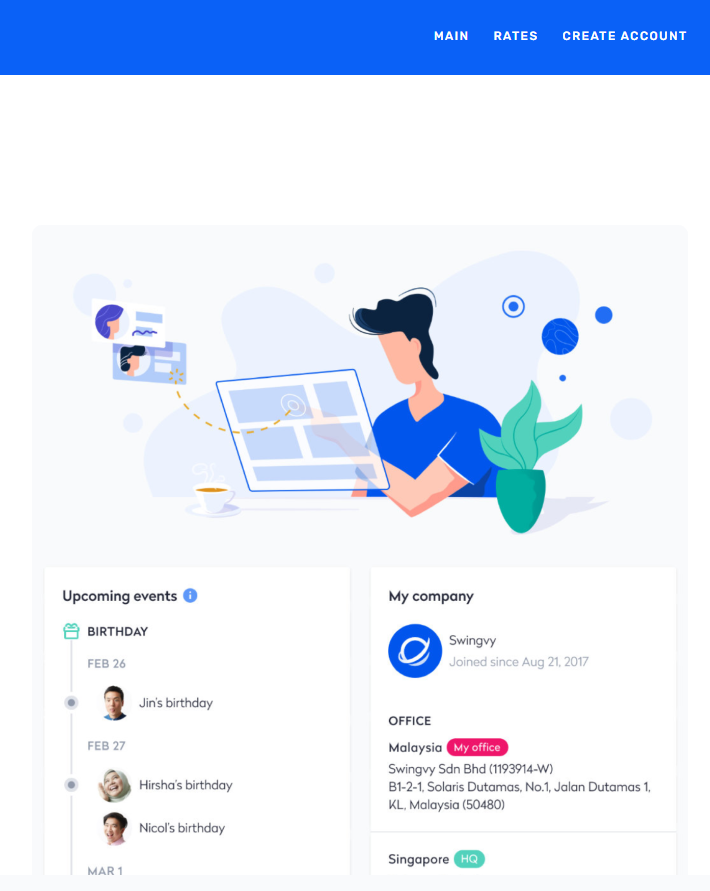 MAIN RATES CREATE ACCOUNT
Upcoming events
BIRTHDAY
FEB 26
Jin's birthday
FEB 27
Hirsha's birthday
Nicol's birthday
MAR 1
My company
Swingvy
Joined since Aug 21, 2017
OFFICE
Malaysia My office
Swingvy Sdn Bhd (1193914-W)
B1-2-1, Solaris Dutamas, No.1, Jalan Dutamas 1,
KL, Malaysia (50480)
Singapore HQ